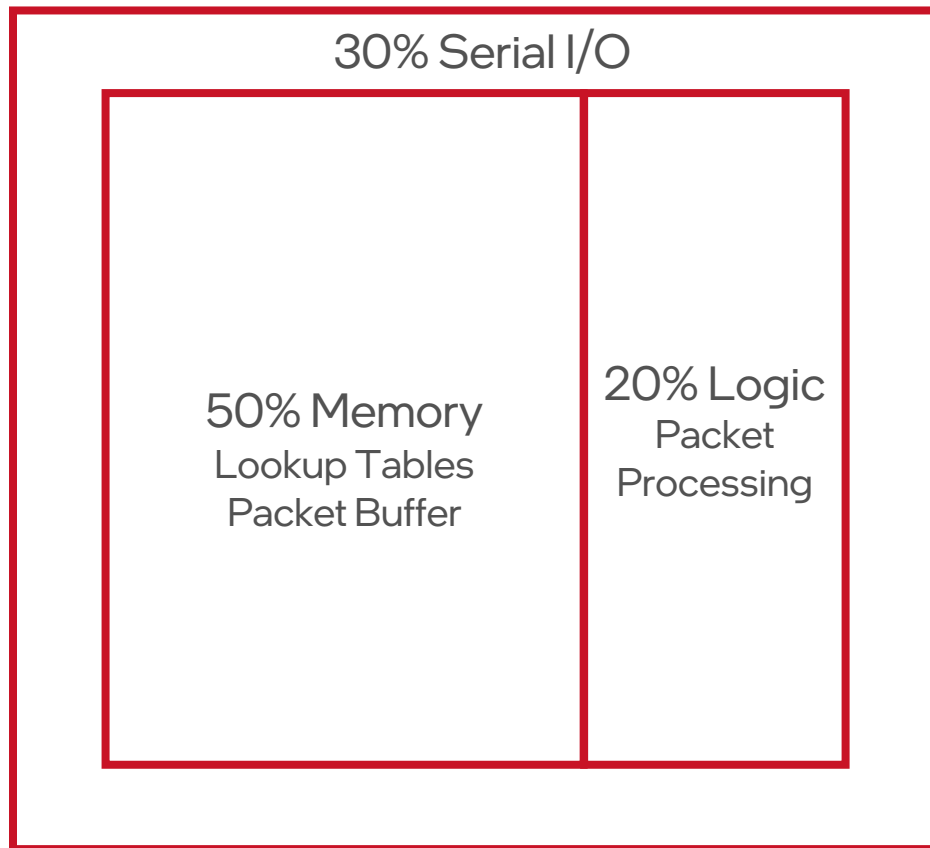 30% Serial I/O
50% Memory
Lookup Tables
Packet Buffer
20% Logic
Packet
Processing